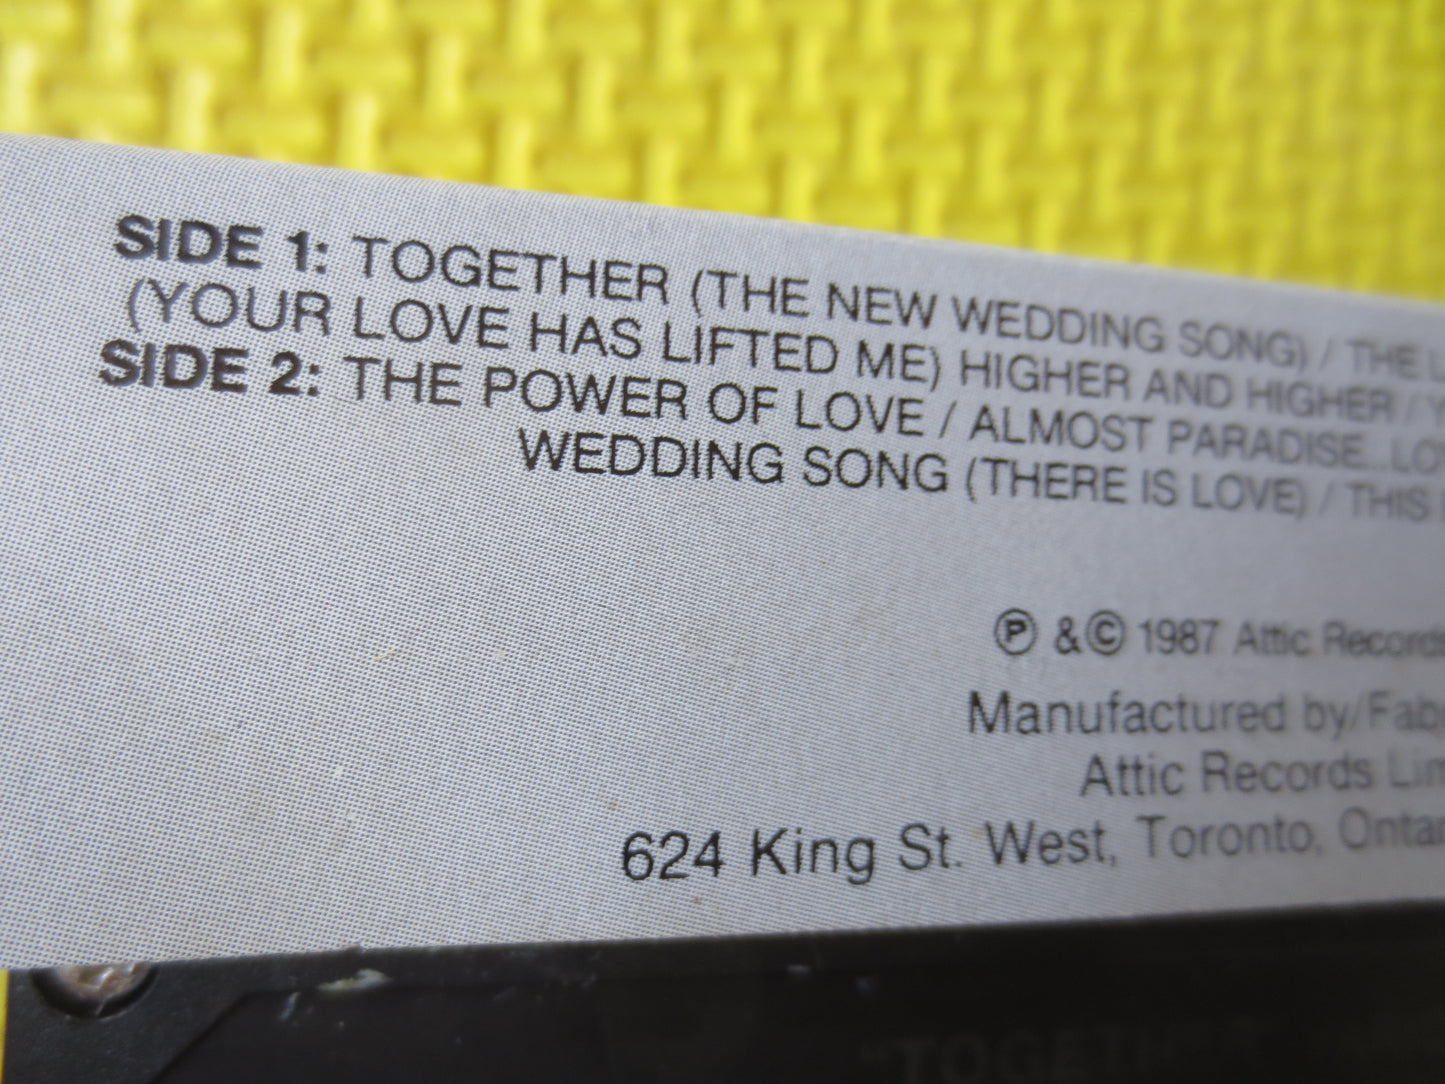 SIDE 1: TOGETHER (THE NEW WEDDING SONG) / THE
(YOUR LOVE HAS LIFTED ME) HIGHER AND HIGHER /
SIDE 2: THE POWER OF LOVE / ALMOST PARADISE...
WEDDING SONG (THERE IS LOVE) / THIS
Ⓟ &© 1987 Attic Records
Manufactured by/
Attic Records
624 King St. West, Toronto,
"TOGETHER